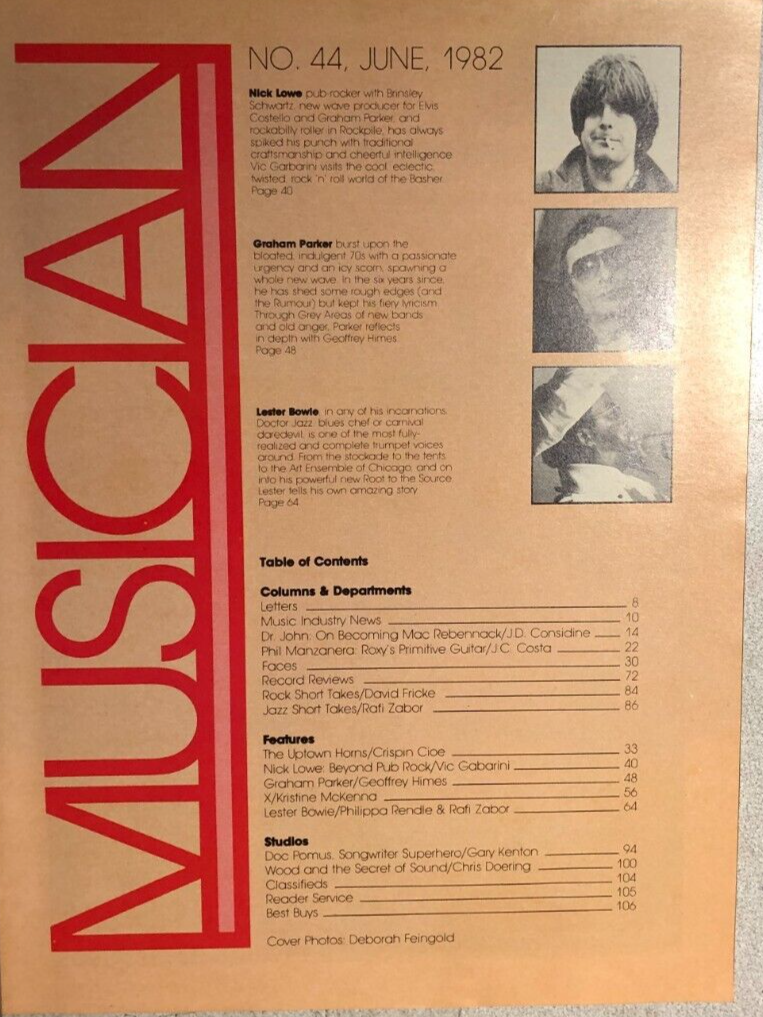 MUSICIAN
NO. 44, JUNE, 1982
Nick Lowe pub-rocker with Brinsley
Schwartz, new wave producer for Elvis
Costello and Graham Parker, and
rockabilly roller in Rockpile, has always
spiked his punch with traditional
craftsmanship and cheerful intelligence.
Vic Garbarini visits the cool, eclectic,
twisted, rock 'n' roll world of the Basher.
Page 40
Graham Parker burst upon the
bloated, indulgent 70s with a passionate
urgency and an icy scorn, spawning a
whole new wave. In the six years since,
he has shed some rough edges (and
the Rumour) but kept his fiery lyricism.
Through Grey Areas of new bands
and old anger, Parker reflects
in depth with Geoffrey Himes.
Page 48
Lester Bowie, in any of his incarnations,
Doctor Jazz, blues chef or carnival
daredevil, is one of the most fully-
realized and complete trumpet voices
around. From the stockade to the tents
to the Art Ensemble of Chicago, and on
into his powerful new Root to the Source,
Lester tells his own amazing story.
Page 64
Table of Contents
Columns & Departments
Letters 8
Music Industry News 10
Dr. John: On Becoming Mac Rebennack/J.D. Considine 14
Phil Manzanera: Roxy's Primitive Guitar/J.C. Costa 22
Faces 30
Record Reviews 72
Rock Short Takes/David Fricke 84
Jazz Short Takes/Rafi Zabor 86
Features
The Uptown Horns/Crispin Cioe 33
Nick Lowe: Beyond Pub Rock/Vic Gabarini 40
Graham Parker/Geoffrey Himes 48
X/Kristine McKenna 56
Lester Bowie/Philippa Rendle & Rafi Zabor 64
Studios
Doc Pomus, Songwriter Superhero/Gary Kenton 94
Wood and the Secret of Sound/Chris Doering 100
Classifieds 104
Reader Service 105
Best Buys 106
Cover Photos: Deborah Feingold